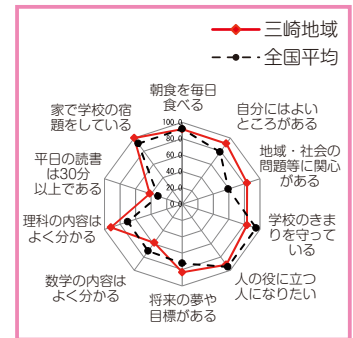 三崎地域
全国平均
朝食を毎日
食べる
自分にはよい
ところがある
地域・社会の
問題等に関心
がある
学校のきま
りを守って
いる
人の役に立つ
人になりたい
将来の夢や
目標がある
数学の内容は
よく分かる
理科の内容は
よく分かる
平日の読書
は30分
以上である
家で学校の宿
題をしている
100.0
80.0
60.0
40.0
20.0
0.0